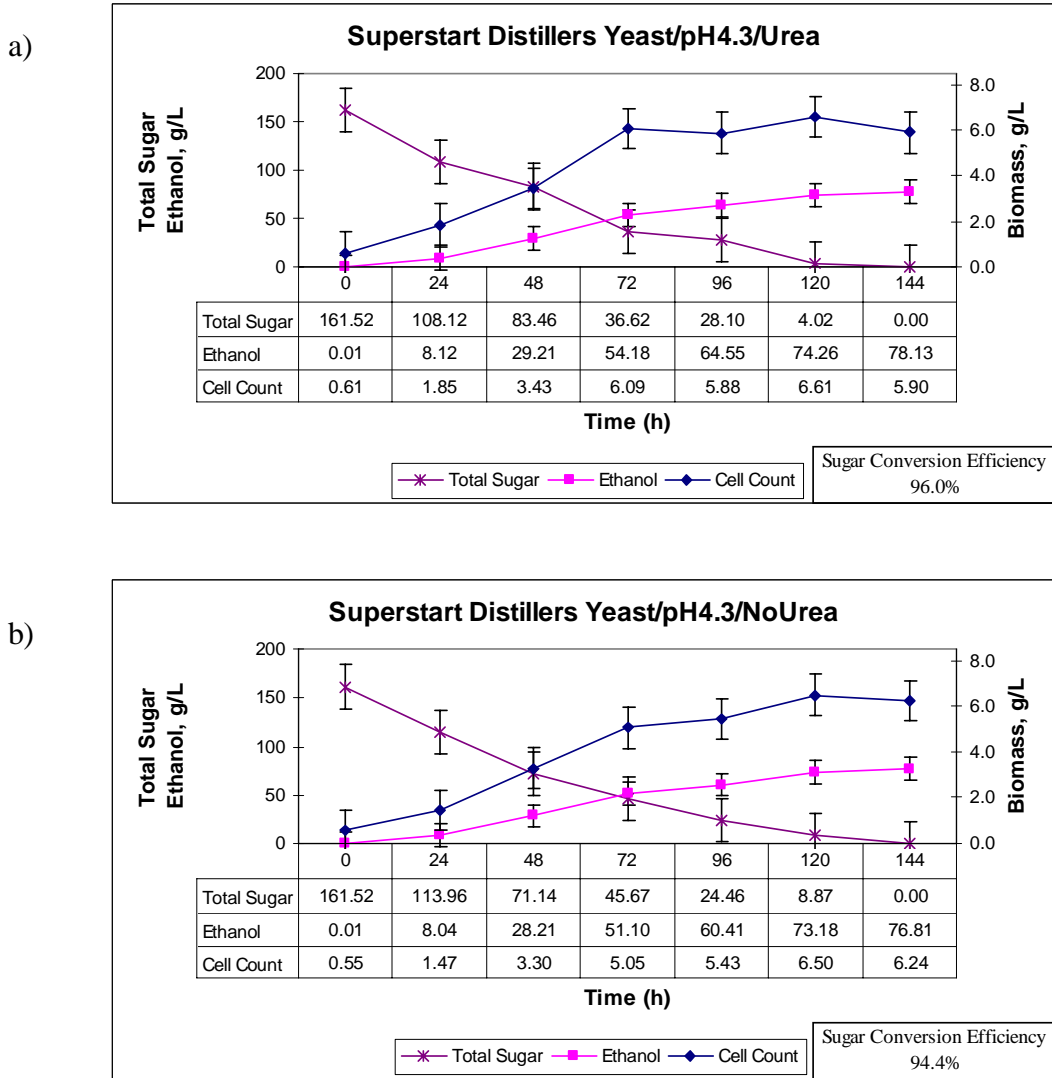 a)
Superstart Distillers Yeast/pH4.3/Urea
Total Sugar
Ethanol, g/L
200
150
100
50
0
8.0
6.0
4.0
2.0
0.0
Biomass, g/L
0 24 48 72 96 120 144
Total Sugar 161.52 108.12 83.46 36.62 28.10 4.02 0.00
Ethanol 0.01 8.12 29.21 54.18 64.55 74.26 78.13
Cell Count 0.61 1.85 3.43 6.09 5.88 6.61 5.90
Time (h)
Total Sugar Ethanol Cell Count
Sugar Conversion Efficiency
96.0%
b)
Superstart Distillers Yeast/pH4.3/NoUrea
Total Sugar
Ethanol, g/L
200
150
100
50
0
8.0
6.0
4.0
2.0
0.0
Biomass, g/L
0 24 48 72 96 120 144
Total Sugar 161.52 113.96 71.14 45.67 24.46 8.87 0.00
Ethanol 0.01 8.04 28.21 51.10 60.41 73.18 76.81
Cell Count 0.55 1.47 3.30 5.05 5.43 6.50 6.24
Time (h)
Total Sugar Ethanol Cell Count
Sugar Conversion Efficiency
94.4%